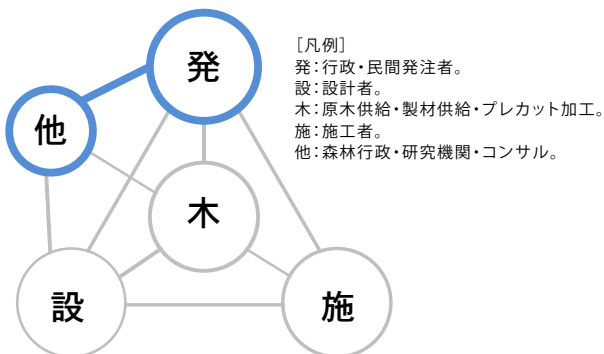 発
他
木
設
施
［凡例］
発：行政・民間発注者。
設：設計者。
木：原木供給・製材供給・プレカット加工。
施：施工者。
他：森林行政・研究機関・コンサル。